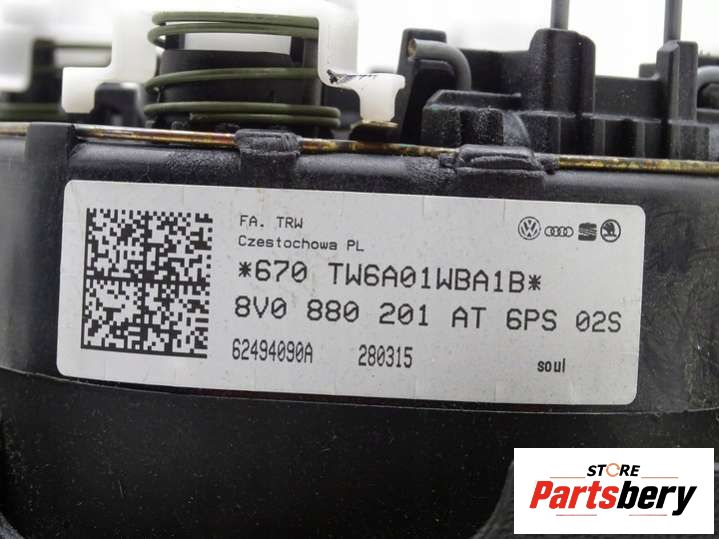 FA. TRW
Czestochowa PL
*670 TW6A01WBA1B*
8V0 880 201 AT 6PS 02S
62494090A 280315 soul
STORE
Partsbery